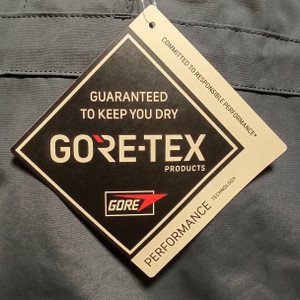 GUARANTEED
TO KEEP YOU DRY
GORE-TEX
PRODUCTS
GORE
COMMITTED TO RESPONSIBLE PERFORMANCE*
PERFORMANCE TECHNOLOGY